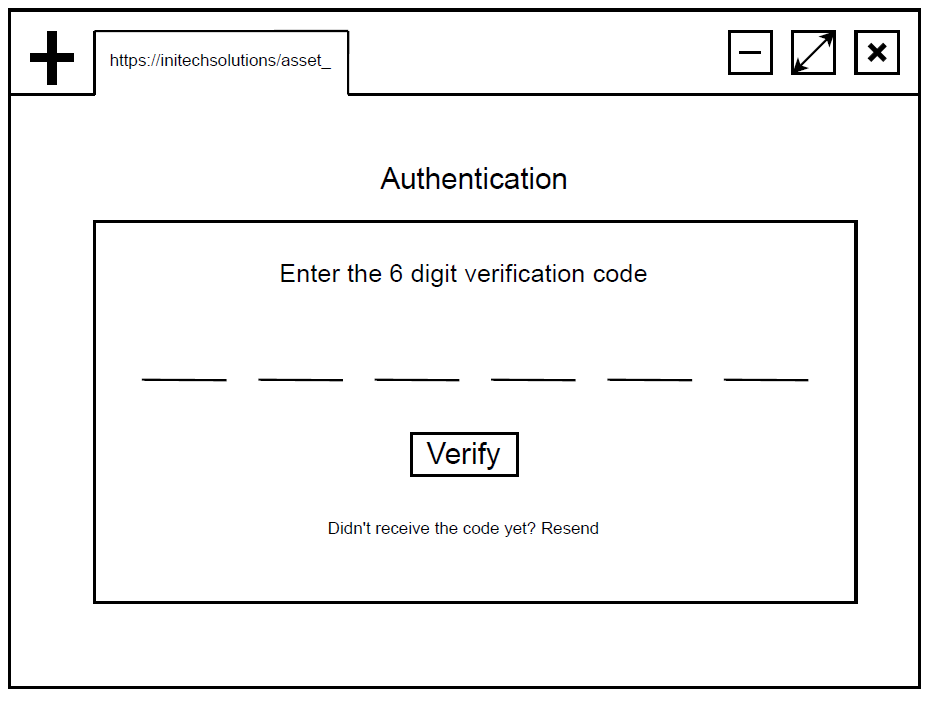 https://initechsolutions/asset_
Authentication
Enter the 6 digit verification code
Verify
Didn't receive the code yet? Resend